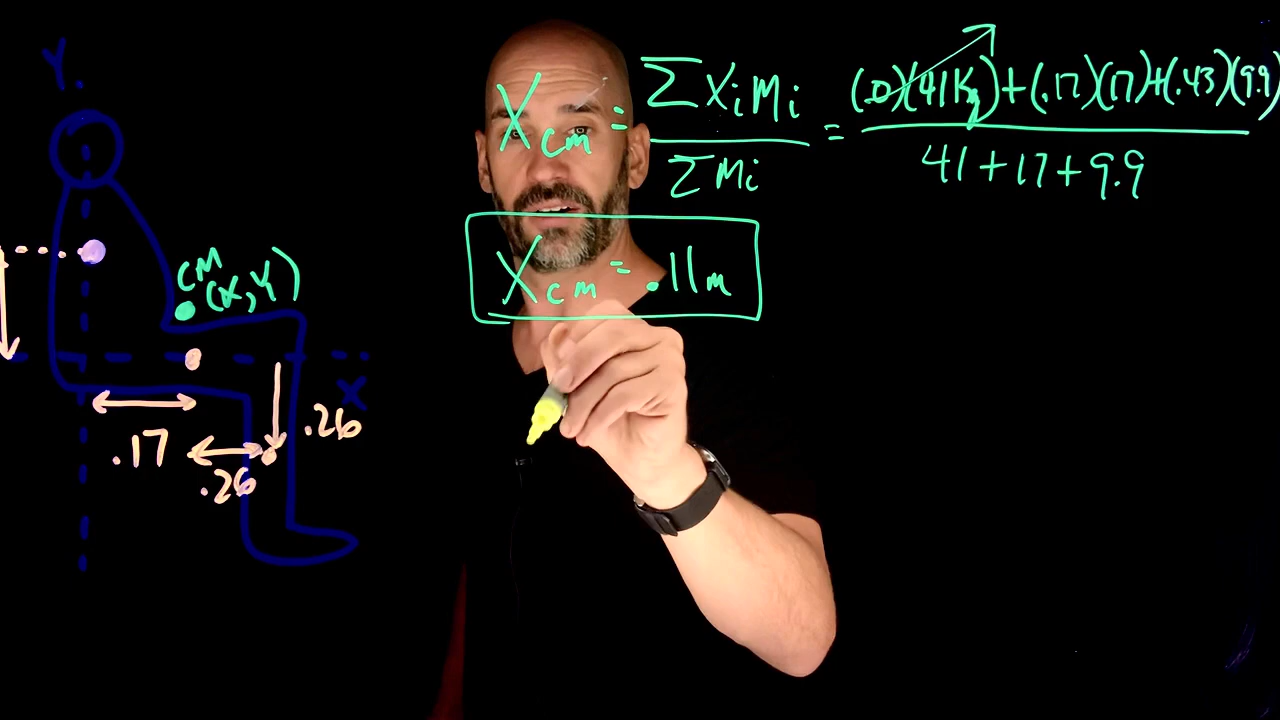 Y.
CM
(X,Y)
X
.17
.26
.26
Xcm = ΣXiMi / ΣMi = (.0)(41Kg)+(.17)(17)+(.43)(9.9) / 41+17+9.9
Xcm = .11m